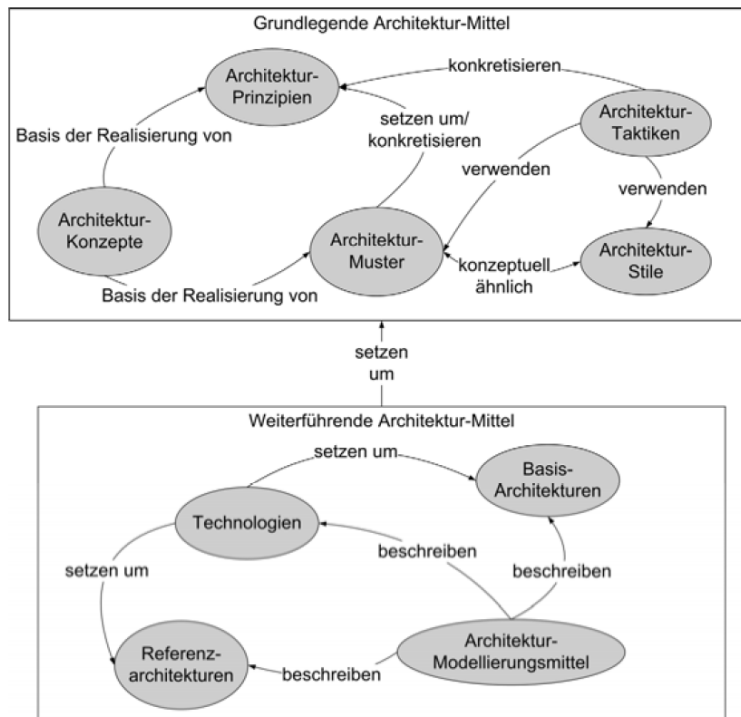 Grundlegende Architektur-Mittel
Architektur-
Prinzipien
konkretisieren
Architektur-
Taktiken
setzen um/
konkretisieren
Basis der Realisierung von
verwenden
verwenden
Architektur-
Konzepte
Architektur-
Muster
Architektur-
Stile
konzeptuell
ähnlich
Basis der Realisierung von
setzen
um
Weiterführende Architektur-Mittel
setzen um
Basis-
Architekturen
Technologien
beschreiben
beschreiben
setzen um
Referenz-
architekturen
beschreiben
Architektur-
Modellierungsmittel